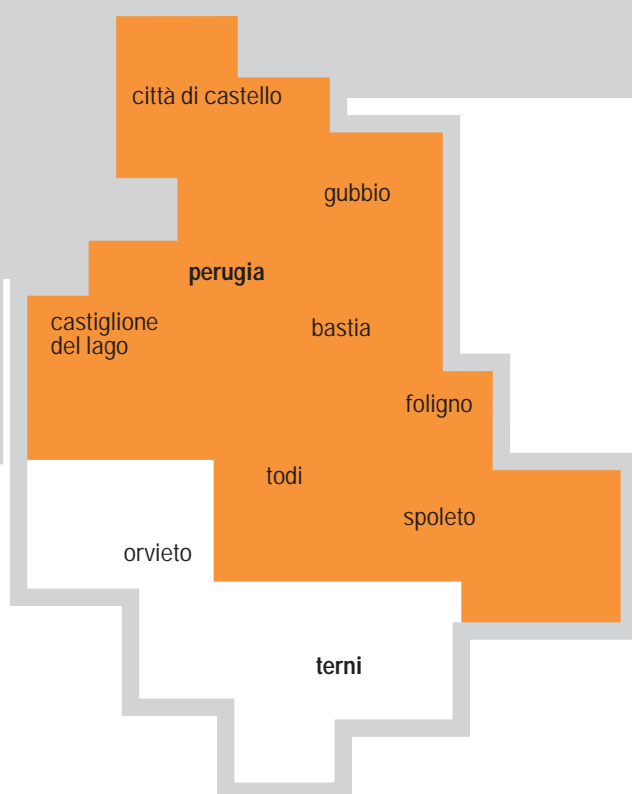 città di castello
gubbio
perugia
castiglione
del lago
bastia
foligno
todi
spoleto
orvieto
terni